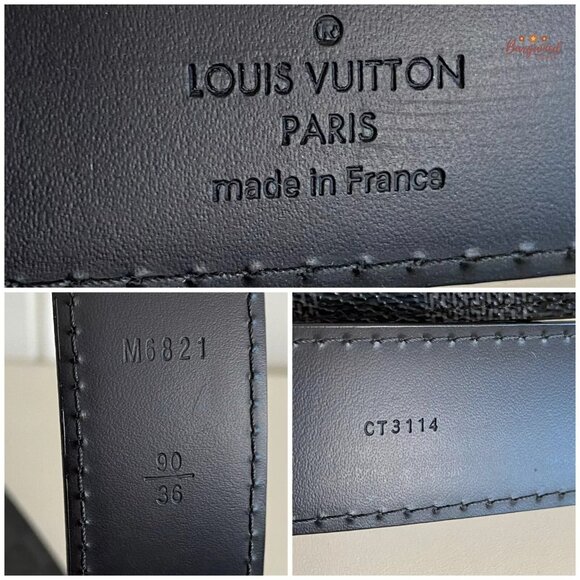 ®
LOUIS VUITTON
PARIS
made in France
M6821
90
36
CT3114